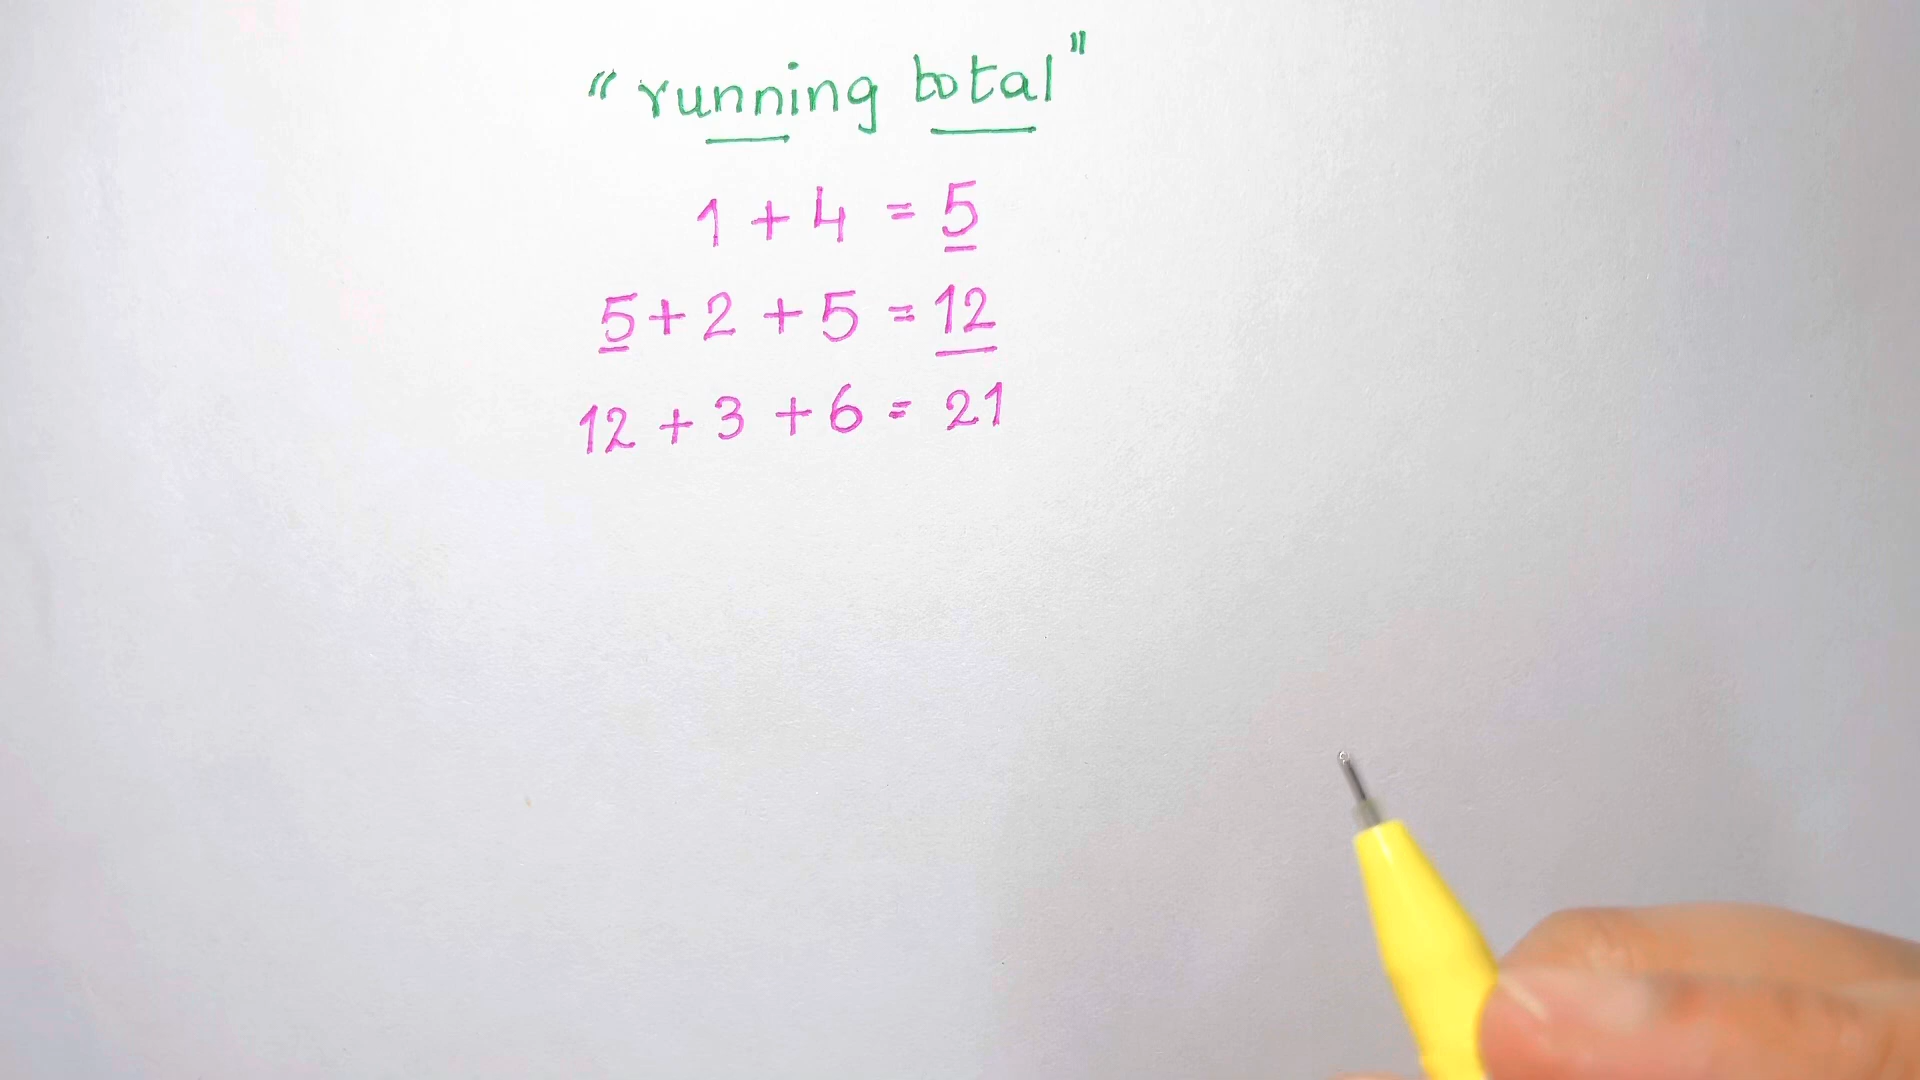 "running total"
1 + 4 = 5
5 + 2 + 5 = 12
12 + 3 + 6 = 21